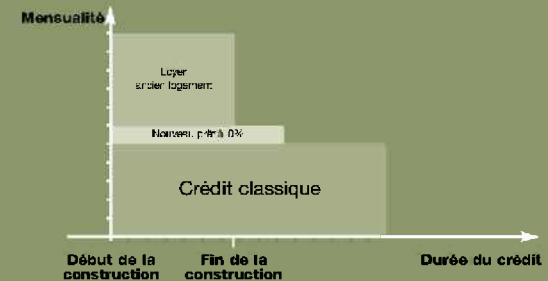 Mensualité
Loyer
ancien logement
Nouveau prêt à 0%
Crédit classique
Début de la
construction
Fin de la
construction
Durée du crédit